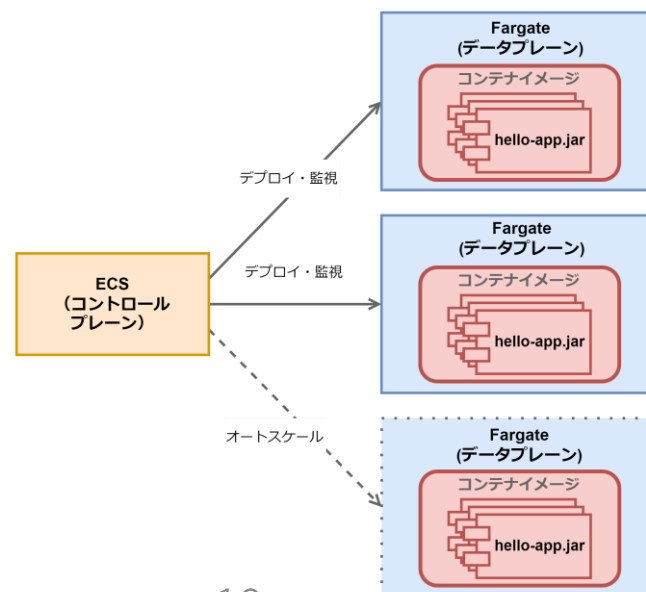 Fargate
(データプレーン)
コンテナイメージ
hello-app.jar
デプロイ・監視
Fargate
(データプレーン)
コンテナイメージ
hello-app.jar
デプロイ・監視
ECS
（コントロール
プレーン）
オートスケール
Fargate
(データプレーン)
コンテナイメージ
hello-app.jar